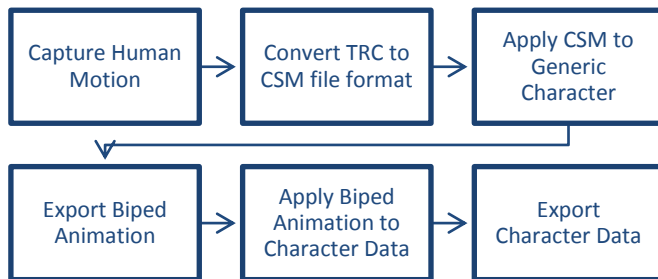 Capture Human
Motion
Convert TRC to
CSM file format
Apply CSM to
Generic
Character
Export Biped
Animation
Apply Biped
Animation to
Character Data
Export
Character Data